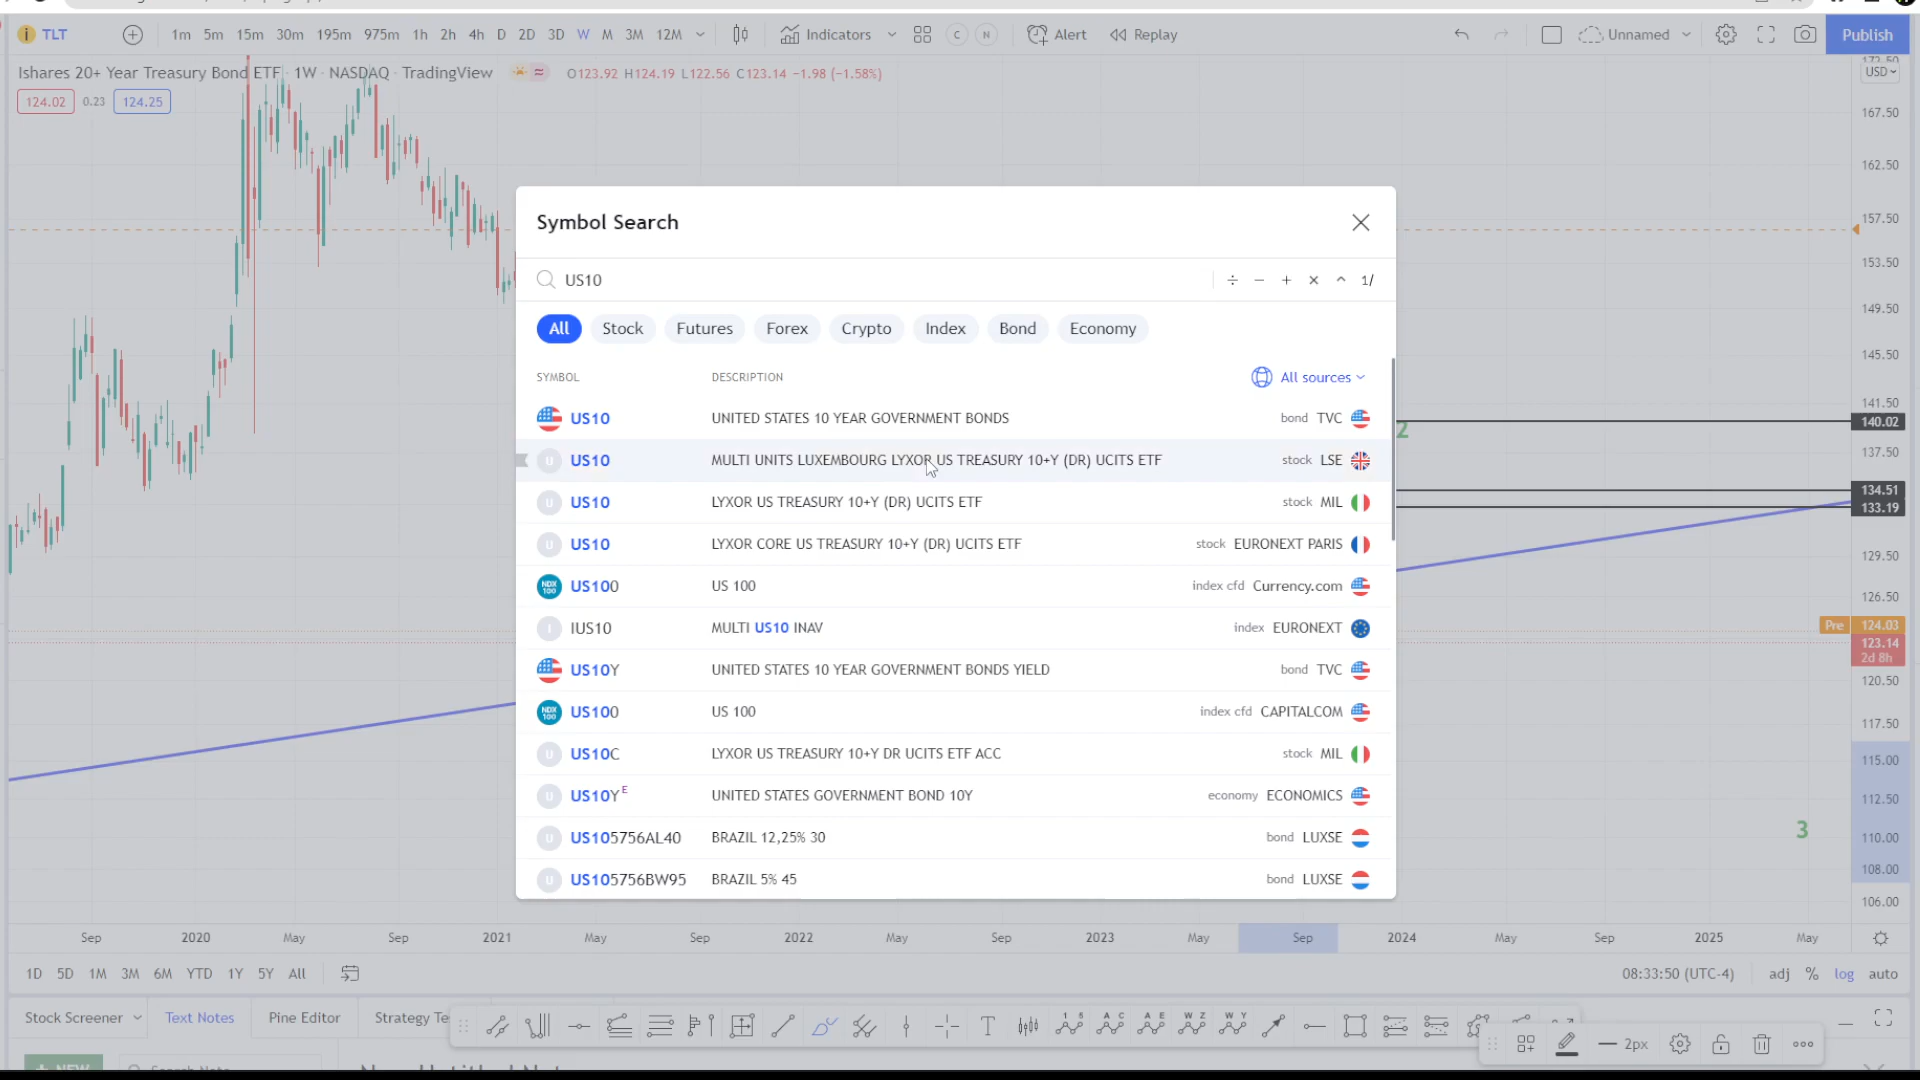 TLT
1m 5m 15m 30m 195m 975m 1h 2h 4h D 2D 3D W M 3M 12M
Indicators
C N
Alert
Replay
Unnamed
Publish
Ishares 20+ Year Treasury Bond ETF · 1W · NASDAQ · TradingView
O123.92 H124.19 L122.56 C123.14 −1.98 (−1.58%)
USD
124.02 0.23 124.25
172.50
167.50
162.50
157.50
153.50
149.50
145.50
141.50
140.02
137.50
134.51
133.19
129.50
126.50
Pre 124.03
123.14
2d 8h
120.50
117.50
115.00
112.50
110.00
108.00
106.00
2
3
Symbol Search
US10
÷ − + × ^ 1/
All Stock Futures Forex Crypto Index Bond Economy
SYMBOL DESCRIPTION All sources
US10 UNITED STATES 10 YEAR GOVERNMENT BONDS bond TVC
U US10 MULTI UNITS LUXEMBOURG LYXOR US TREASURY 10+Y (DR) UCITS ETF stock LSE
U US10 LYXOR US TREASURY 10+Y (DR) UCITS ETF stock MIL
U US10 LYXOR CORE US TREASURY 10+Y (DR) UCITS ETF stock EURONEXT PARIS
NDX 100 US100 US 100 index cfd Currency.com
I IUS10 MULTI US10 INAV index EURONEXT
US10Y UNITED STATES 10 YEAR GOVERNMENT BONDS YIELD bond TVC
NDX 100 US100 US 100 index cfd CAPITALCOM
U US10C LYXOR US TREASURY 10+Y DR UCITS ETF ACC stock MIL
U US10Y E UNITED STATES GOVERNMENT BOND 10Y economy ECONOMICS
U US105756AL40 BRAZIL 12,25% 30 bond LUXSE
U US105756BW95 BRAZIL 5% 45 bond LUXSE
Sep 2020 May Sep 2021 May Sep 2022 May Sep 2023 May Sep 2024 May Sep 2025 May
1D 5D 1M 3M 6M YTD 1Y 5Y All
08:33:50 (UTC-4) adj % log auto
Stock Screener Text Notes Pine Editor Strategy Te
2px
+ NEW Search Note